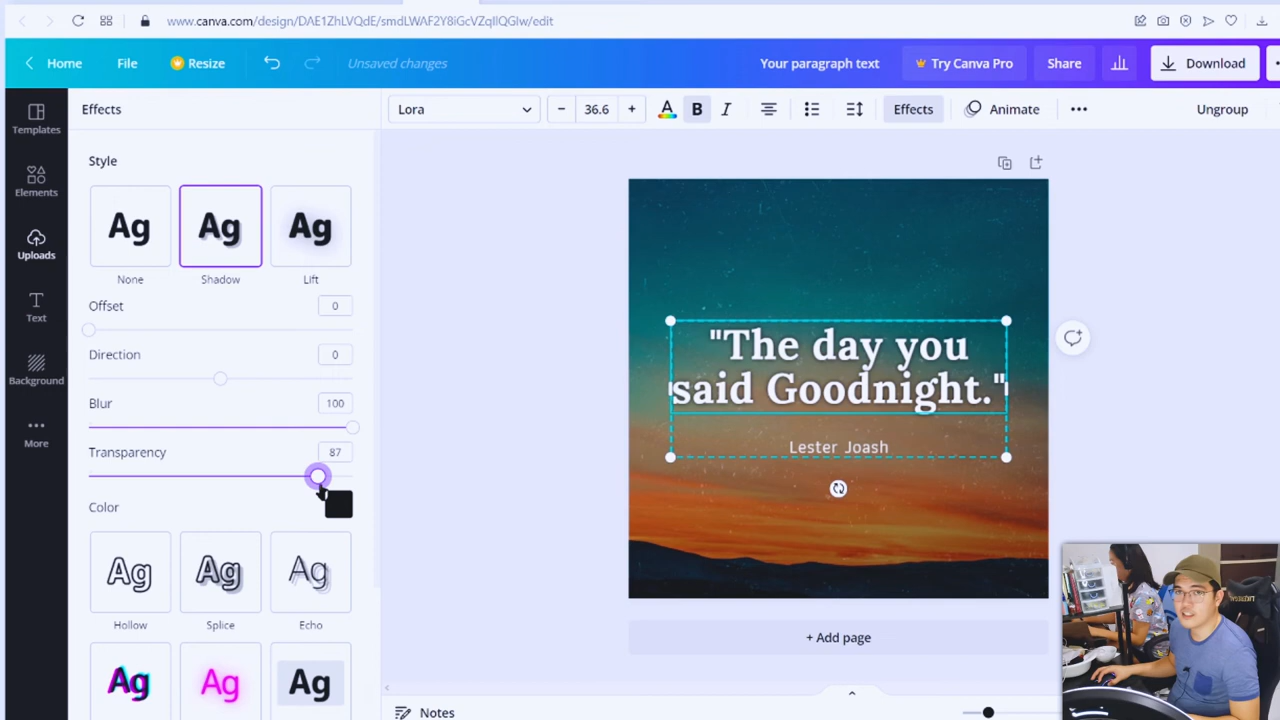 www.canva.com/design/DAE1ZhLVQdE/smdLWAF2Y8iGcVZqIlQGlw/edit
Home File Resize Unsaved changes Your paragraph text Try Canva Pro Share Download
Effects Lora 36.6 A B I Effects Animate Ungroup
Templates
Elements
Uploads
Text
Background
More
Style
Ag Ag Ag
None Shadow Lift
Offset 0
Direction 0
Blur 100
Transparency 87
Color
Ag Ag Ag
Hollow Splice Echo
Ag Ag Ag
"The day you
said Goodnight."
Lester Joash
+ Add page
Notes